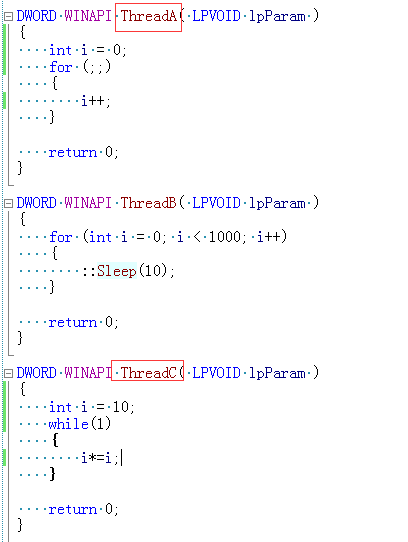 DWORD WINAPI ThreadA( LPVOID lpParam )
{
    int i = 0;
    for (;;)
    {
        i++;
    }

    return 0;
}

DWORD WINAPI ThreadB( LPVOID lpParam )
{
    for (int i = 0; i < 1000; i++)
    {
        ::Sleep(10);
    }

    return 0;
}

DWORD WINAPI ThreadC( LPVOID lpParam )
{
    int i = 10;
    while(1)
    {
        i*=i;
    }

    return 0;
}